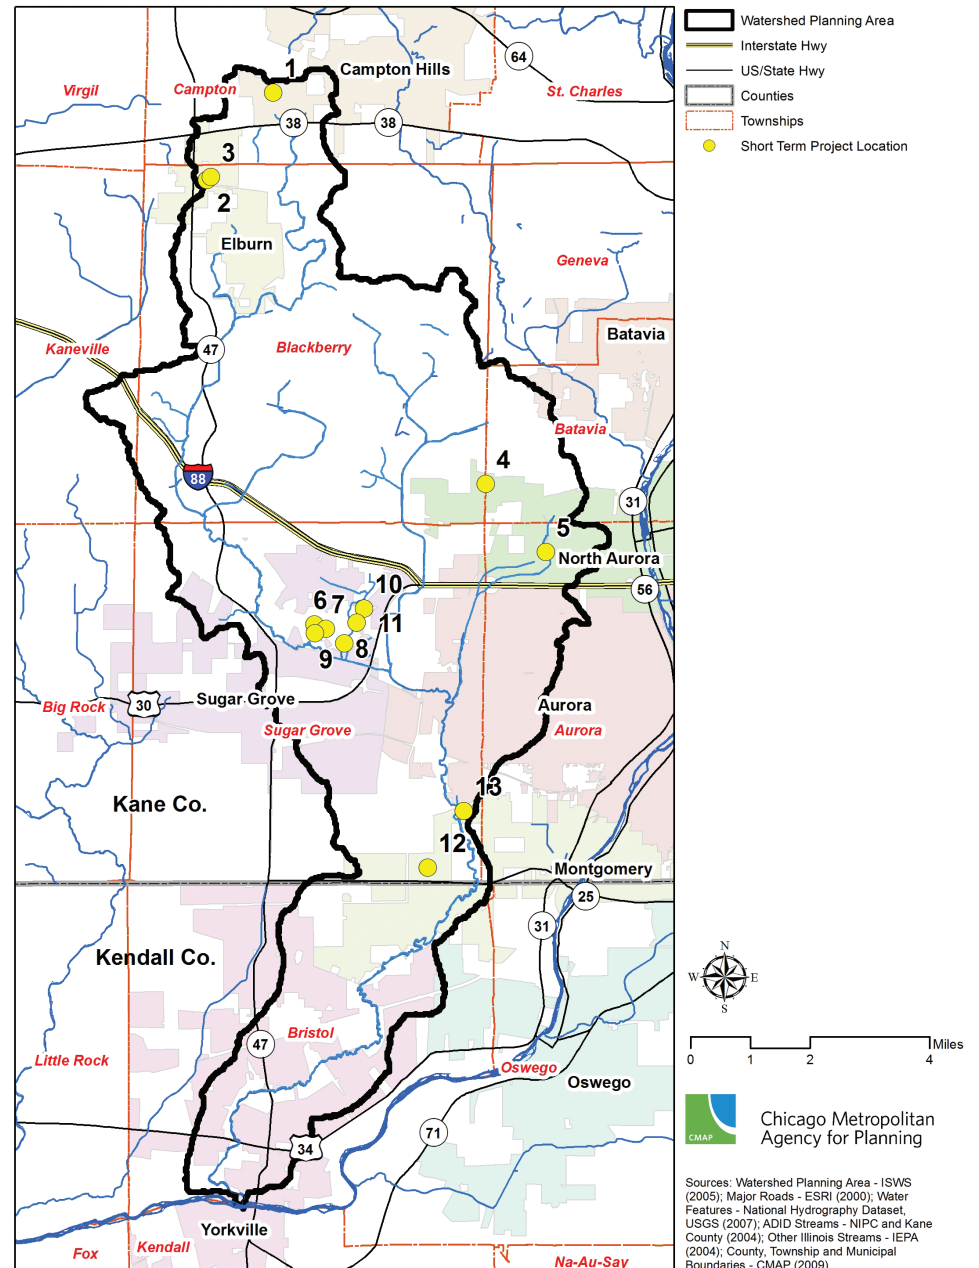 Watershed Planning Area
Interstate Hwy
US/State Hwy
Counties
Townships
Short Term Project Location
64
1
Campton Hills
Virgil
Campton
St. Charles
38
38
3
2
Elburn
Geneva
Batavia
Kaneville
47
Blackberry
Batavia
4
88
31
5
North Aurora
10
56
6
7
11
8
9
Sugar Grove
30
Big Rock
Aurora
Sugar Grove
Aurora
13
Kane Co.
12
Montgomery
25
31
Kendall Co.
N
W
E
S
Bristol
47
Little Rock
Oswego
Oswego
Miles
0
1
2
4
71
34
CMAP
Chicago Metropolitan
Agency for Planning
Sources: Watershed Planning Area - ISWS
(2005); Major Roads - ESRI (2000); Water
Features - National Hydrography Dataset,
USGS (2007); ADID Streams - NIPC and Kane
County (2004); Other Illinois Streams - IEPA
(2004); County, Township and Municipal
Boundaries - CMAP (2009)
Yorkville
Fox
Kendall
Na-Au-Say